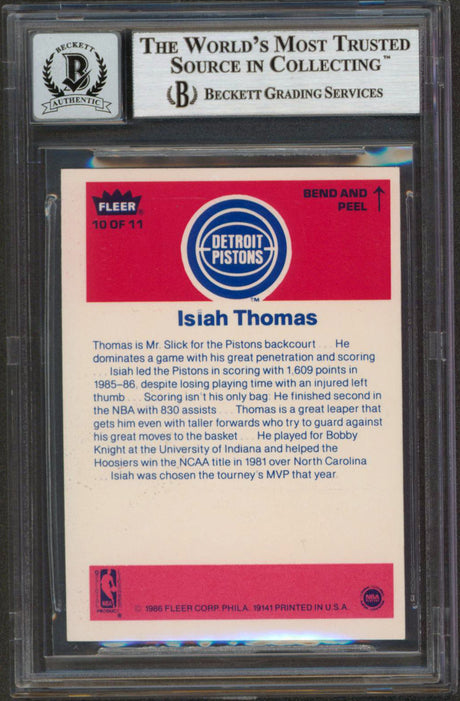 BECKETT
B
AUTHENTIC
THE WORLD'S MOST TRUSTED
SOURCE IN COLLECTING™
B BECKETT GRADING SERVICES
FLEER®
10 OF 11
BEND AND
PEEL
DETROIT
PISTONS
TM
Isiah Thomas
Thomas is Mr. Slick for the Pistons backcourt . . . He
dominates a game with his great penetration and scoring
. . . Isiah led the Pistons in scoring with 1,609 points in
1985-86, despite losing playing time with an injured left
thumb . . . Scoring isn't his only bag. He finished second in
the NBA with 830 assists . . . Thomas is a great leaper that
gets him even with taller forwards who try to guard against
his great moves to the basket . . . He played for Bobby
Knight at the University of Indiana and helped the
Hoosiers win the NCAA title in 1981 over North Carolina
. . . Isiah was chosen the tourney's MVP that year.
NBA
PRODUCT
®
© 1986 FLEER CORP. PHILA. 19141 PRINTED IN U.S.A.
NBA